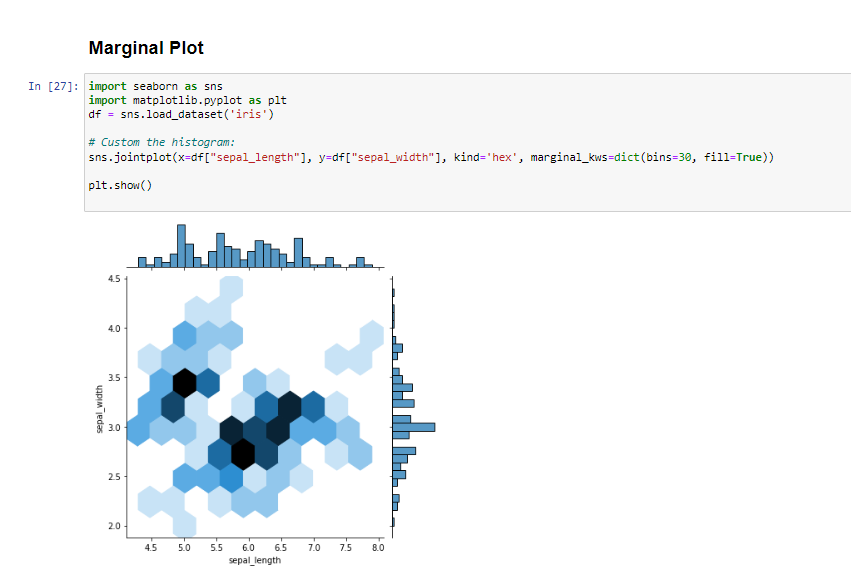 Marginal Plot
In [27]:
import seaborn as sns
import matplotlib.pyplot as plt
df = sns.load_dataset('iris')
# Custom the histogram:
sns.jointplot(x=df["sepal_length"], y=df["sepal_width"], kind='hex', marginal_kws=dict(bins=30, fill=True))
plt.show()
4.5
4.0
3.5
3.0
2.5
2.0
sepal_width
4.5 5.0 5.5 6.0 6.5 7.0 7.5 8.0
sepal_length